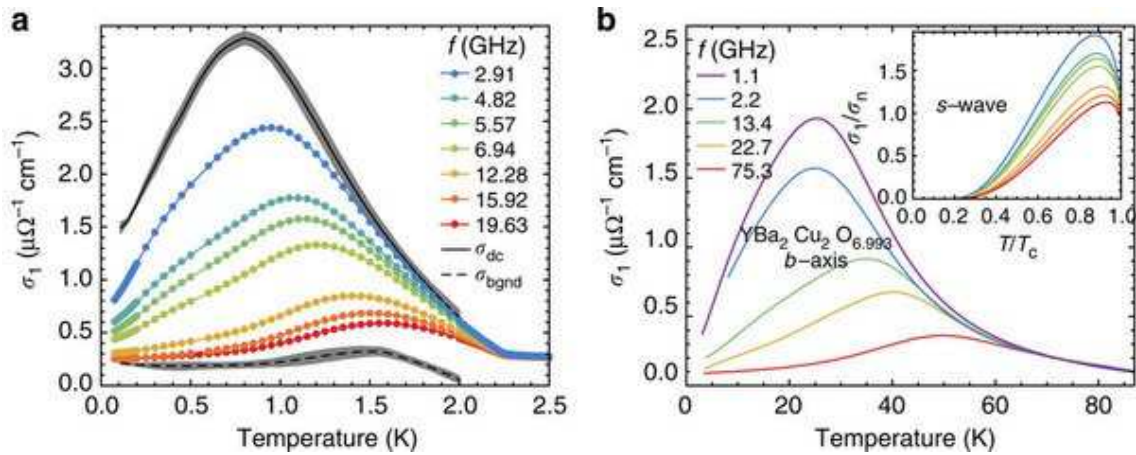 a
f (GHz)
2.91
4.82
5.57
6.94
12.28
15.92
19.63
σdc
σbgnd
σ₁ (μΩ⁻¹ cm⁻¹)
3.0
2.5
2.0
1.5
1.0
0.5
0.0
0.0 0.5 1.0 1.5 2.0 2.5
Temperature (K)
b
f (GHz)
1.1
2.2
13.4
22.7
75.3
σ₁ (μΩ⁻¹ cm⁻¹)
2.5
2.0
1.5
1.0
0.5
0.0
YBa₂ Cu₂ O₆.₉₉₃
b–axis
0 20 40 60 80
Temperature (K)
s–wave
σ₁/σn
1.5
1.0
0.5
0.0
0.0 0.2 0.4 0.6 0.8 1.0
T/Tc